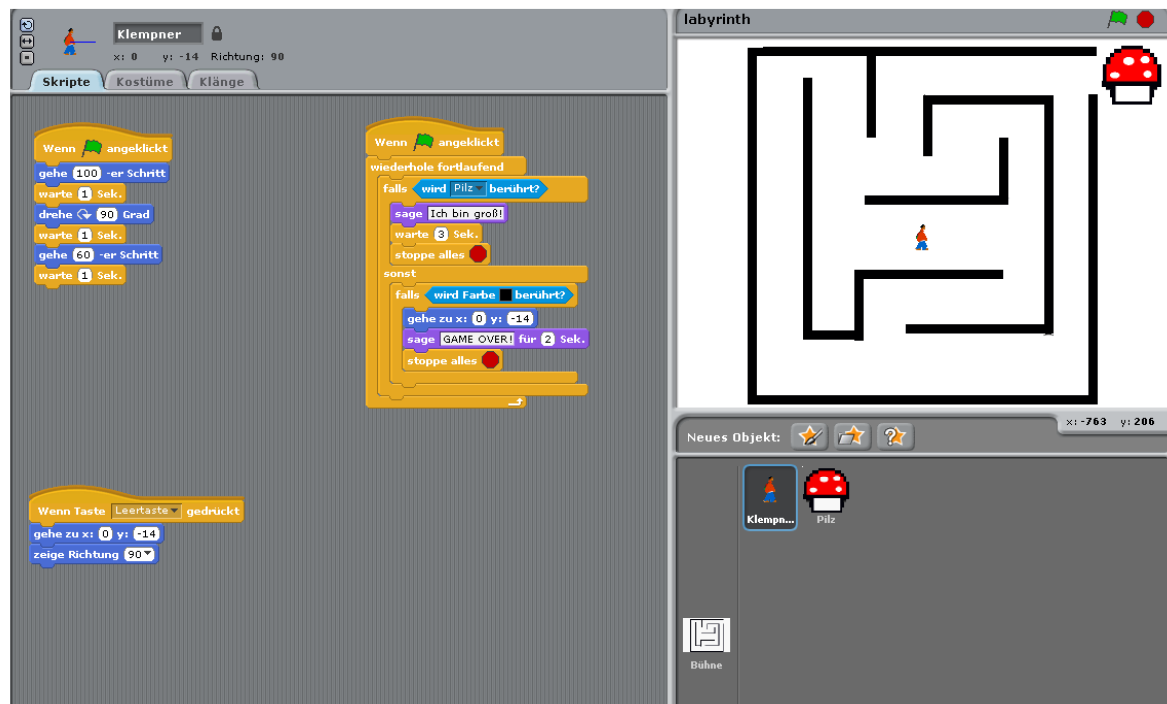 Klempner
x: 0 y: -14 Richtung: 90
Skripte Kostüme Klänge
Wenn angeklickt
gehe 100 -er Schritt
warte 1 Sek.
drehe 90 Grad
warte 1 Sek.
gehe 60 -er Schritt
warte 1 Sek.
Wenn angeklickt
wiederhole fortlaufend
falls wird Pilz berührt?
sage Ich bin groß!
warte 3 Sek.
stoppe alles
sonst
falls wird Farbe berührt?
gehe zu x: 0 y: -14
sage GAME OVER! für 2 Sek.
stoppe alles
Wenn Taste Leertaste gedrückt
gehe zu x: 0 y: -14
zeige Richtung 90
labyrinth
x: -763 y: 206
Neues Objekt:
Klempn...
Pilz
Bühne